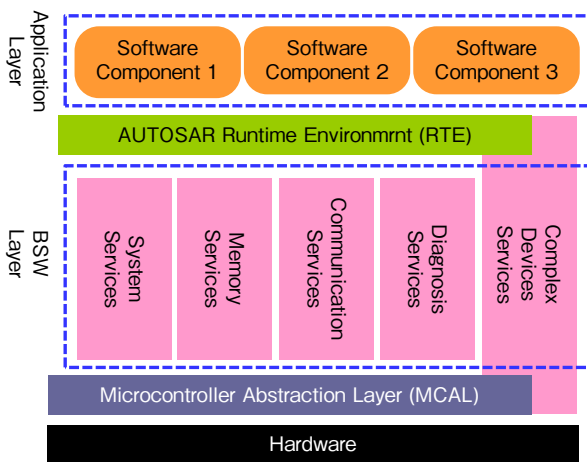 Application
Layer
Software
Component 1
Software
Component 2
Software
Component 3
AUTOSAR Runtime Environmrnt (RTE)
BSW
Layer
System
Services
Memory
Services
Communication
Services
Diagnosis
Services
Complex
Devices
Services
Microcontroller Abstraction Layer (MCAL)
Hardware